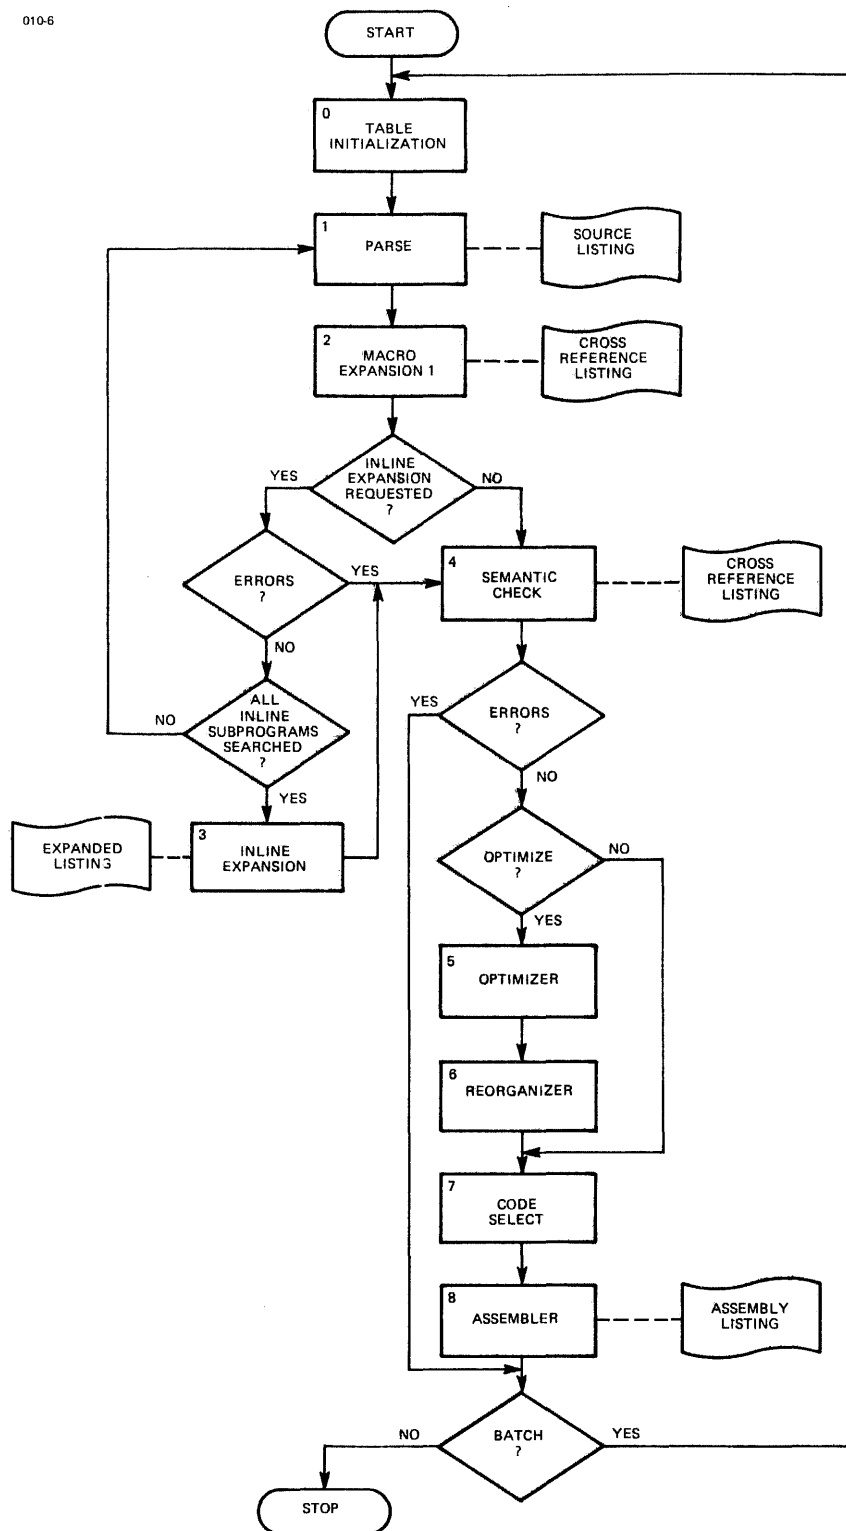 010-6
START
0
TABLE
INITIALIZATION
1
PARSE
SOURCE
LISTING
2
MACRO
EXPANSION 1
CROSS
REFERENCE
LISTING
INLINE
EXPANSION
REQUESTED
?
YES
NO
ERRORS
?
YES
NO
4
SEMANTIC
CHECK
CROSS
REFERENCE
LISTING
ALL
INLINE
SUBPROGRAMS
SEARCHED
?
NO
YES
ERRORS
?
YES
NO
3
INLINE
EXPANSION
EXPANDED
LISTIN3
OPTIMIZE
?
NO
YES
5
OPTIMIZER
6
REORGANIZER
7
CODE
SELECT
8
ASSEMBLER
ASSEMBLY
LISTING
BATCH
?
NO
YES
STOP